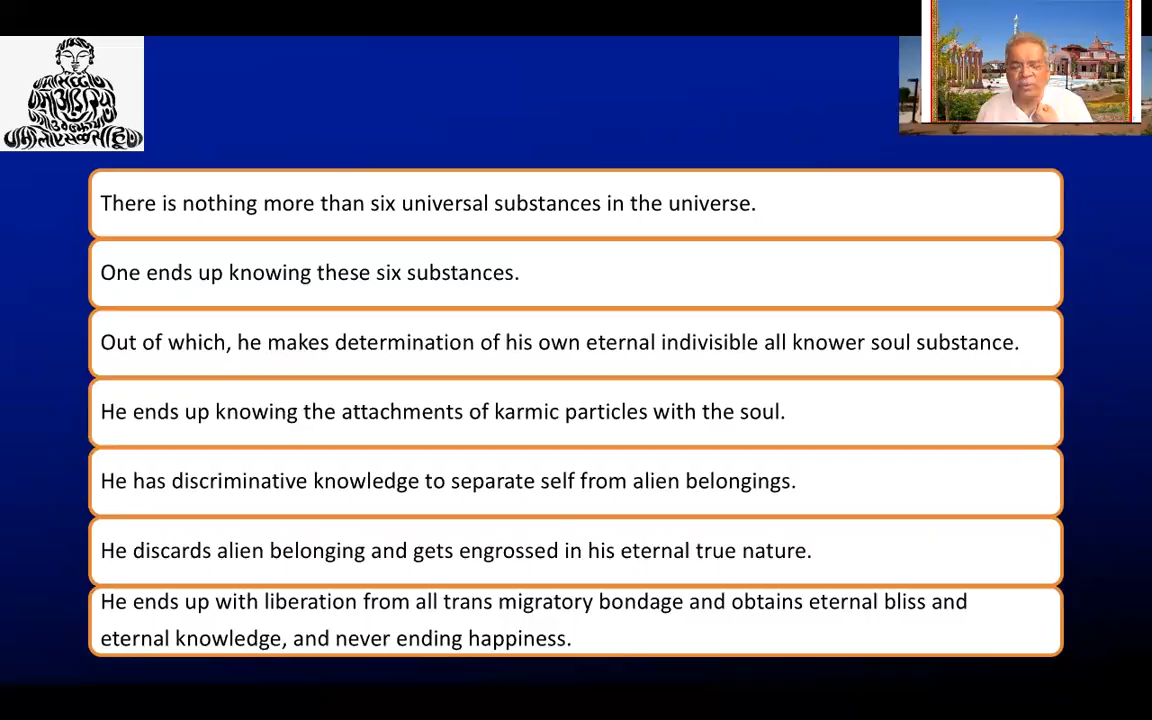 There is nothing more than six universal substances in the universe.
One ends up knowing these six substances.
Out of which, he makes determination of his own eternal indivisible all knower soul substance.
He ends up knowing the attachments of karmic particles with the soul.
He has discriminative knowledge to separate self from alien belongings.
He discards alien belonging and gets engrossed in his eternal true nature.
He ends up with liberation from all trans migratory bondage and obtains eternal bliss and
eternal knowledge, and never ending happiness.